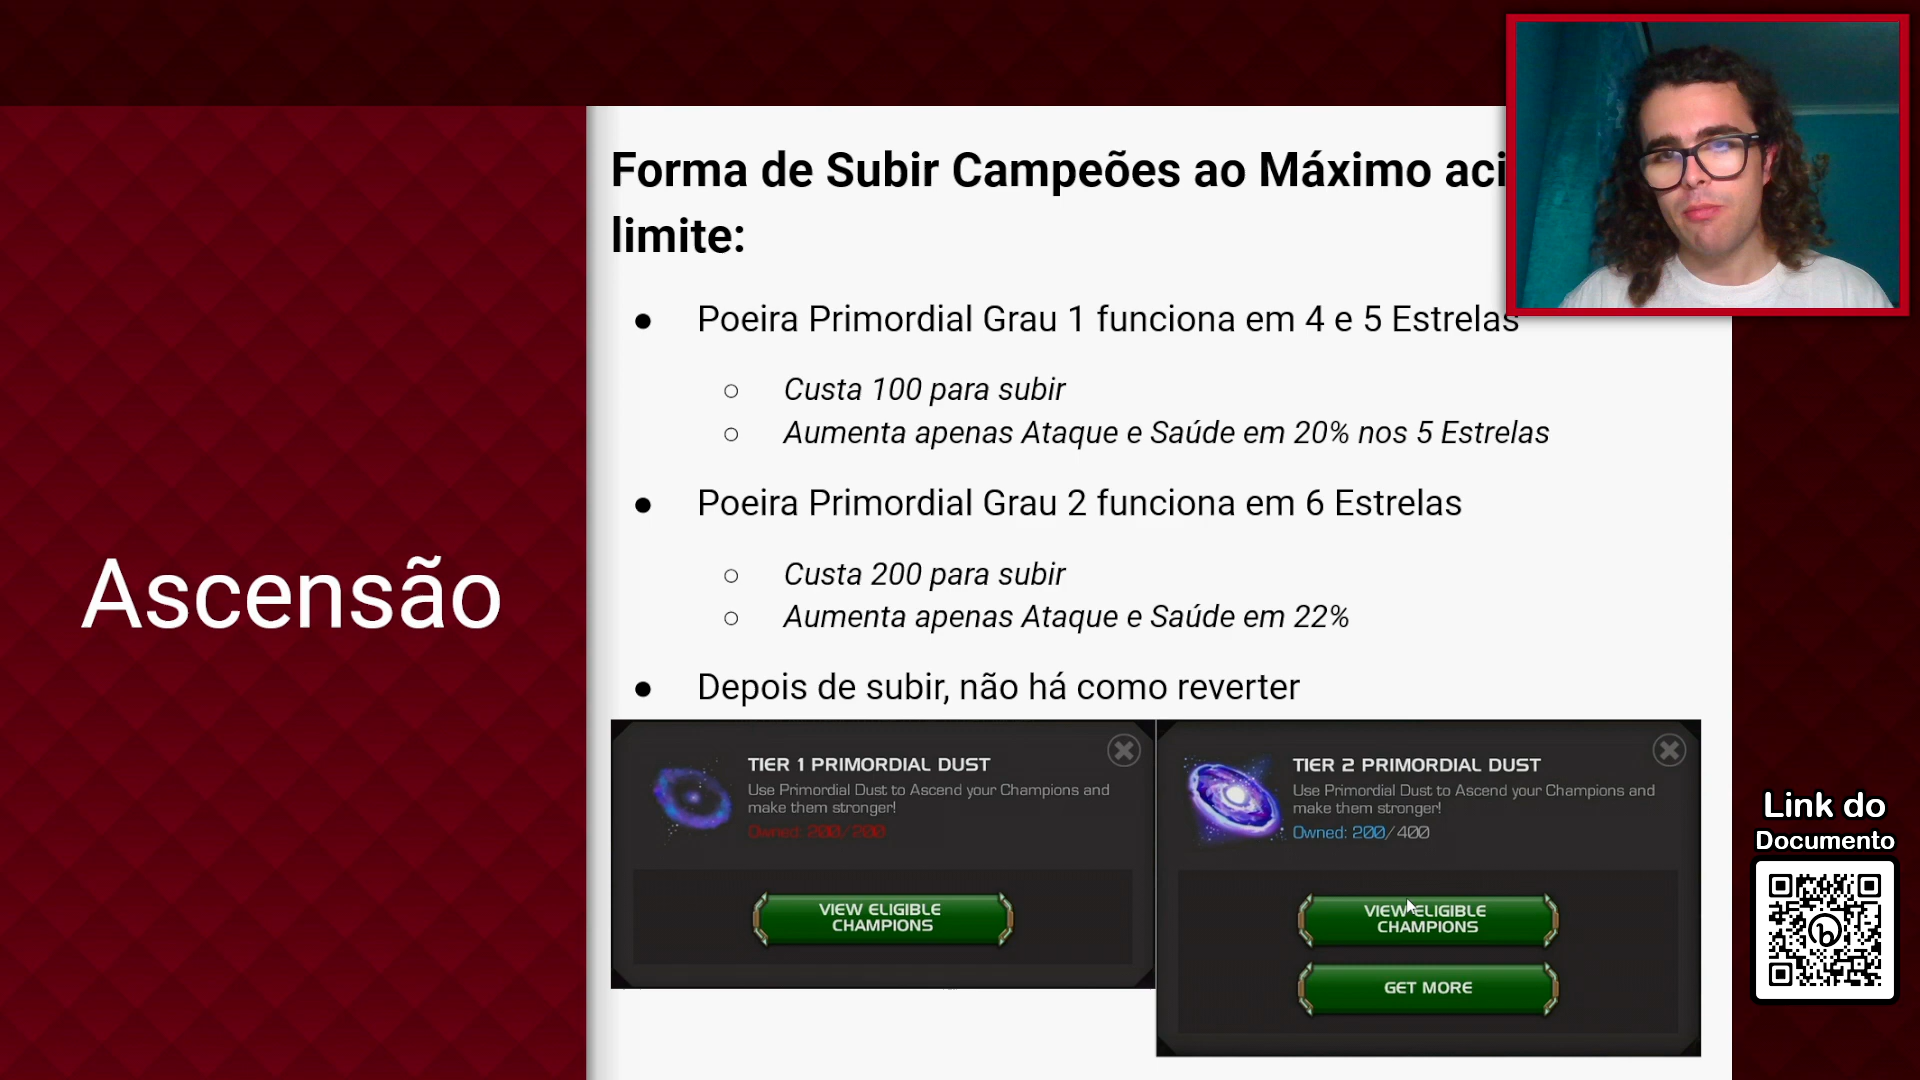 Forma de Subir Campeões ao Máximo aci
limite:
● Poeira Primordial Grau 1 funciona em 4 e 5 Estrelas
○ Custa 100 para subir
○ Aumenta apenas Ataque e Saúde em 20% nos 5 Estrelas
● Poeira Primordial Grau 2 funciona em 6 Estrelas
○ Custa 200 para subir
○ Aumenta apenas Ataque e Saúde em 22%
● Depois de subir, não há como reverter
Ascensão
TIER 1 PRIMORDIAL DUST
Use Primordial Dust to Ascend your Champions and
make them stronger!
Owned: 200/200
VIEW ELIGIBLE
CHAMPIONS
TIER 2 PRIMORDIAL DUST
Use Primordial Dust to Ascend your Champions and
make them stronger!
Owned: 200/400
VIEW ELIGIBLE
CHAMPIONS
GET MORE
Link do
Documento
b